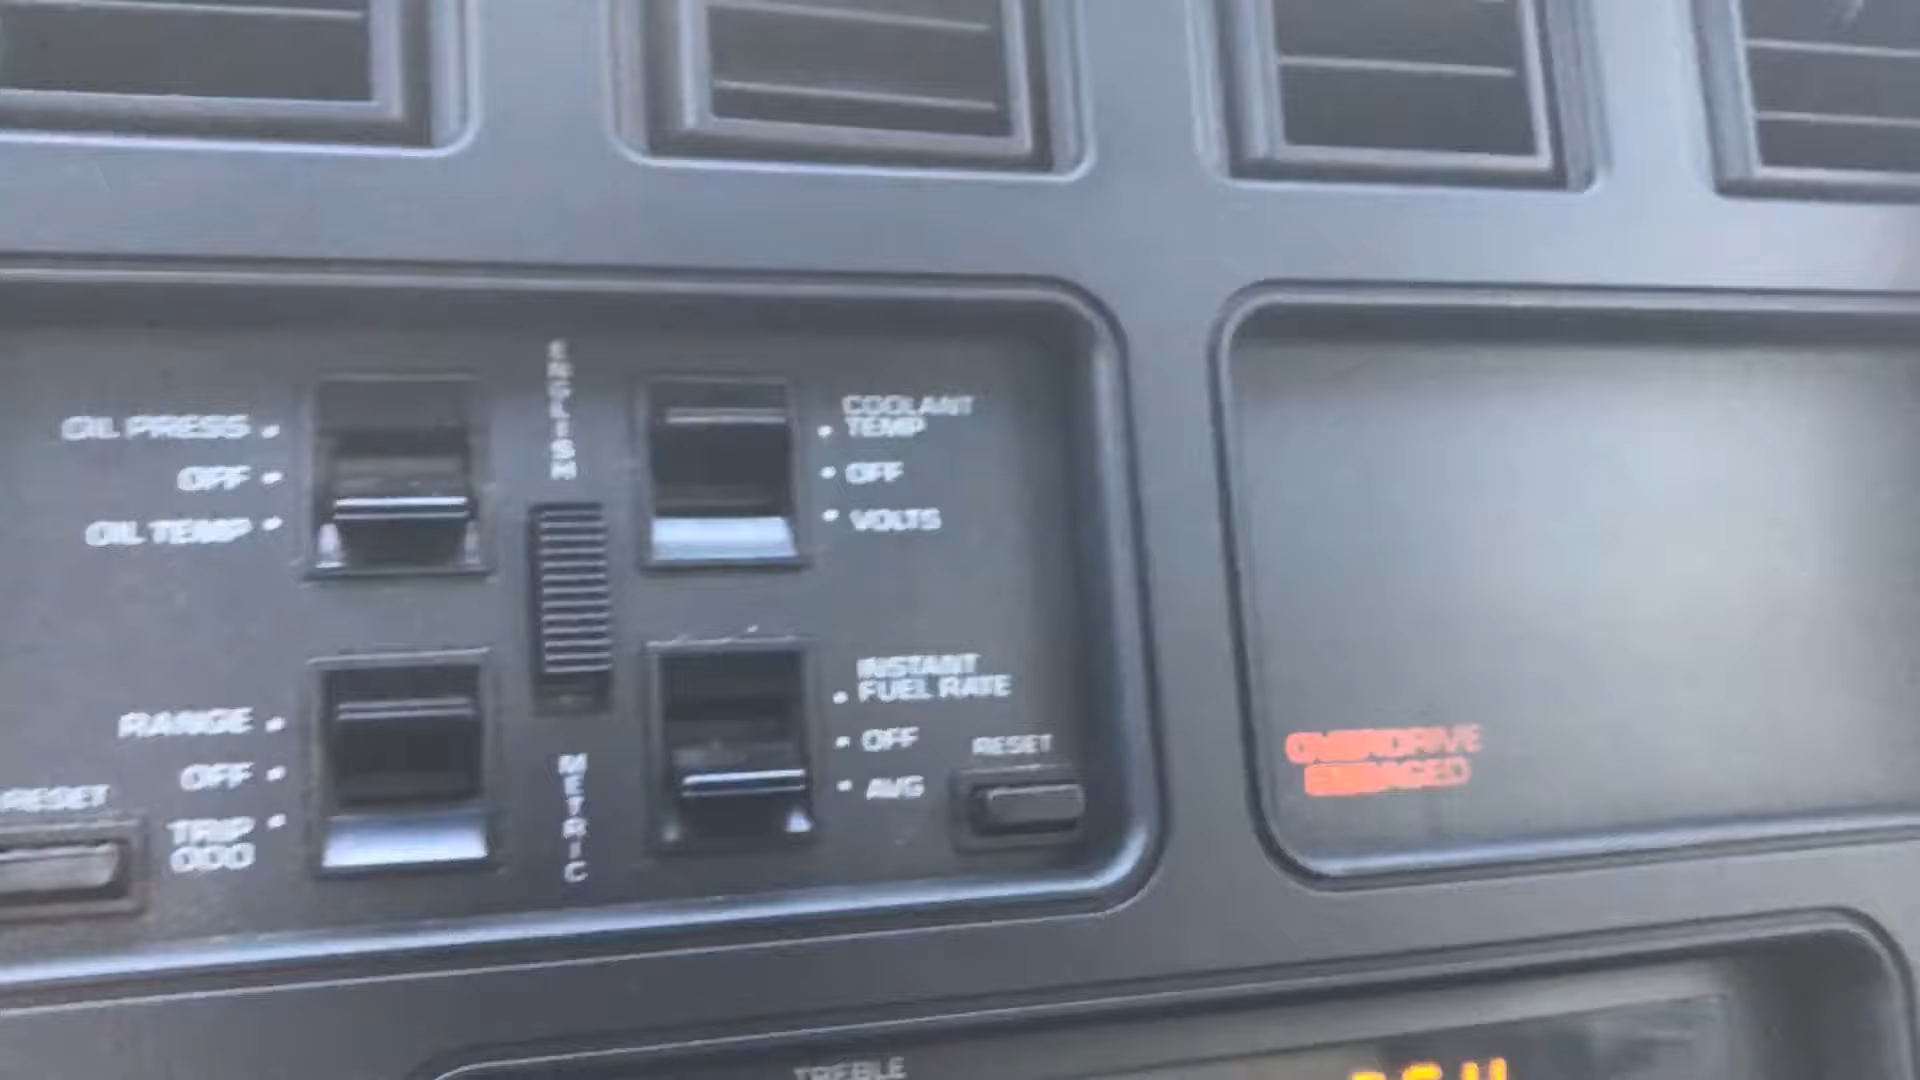 ENGLISH
OIL PRESS
OFF
OIL TEMP
COOLANT
TEMP
OFF
VOLTS
RANGE
OFF
TRIP
ODO
RESET
METRIC
INSTANT
FUEL RATE
OFF
AVG
RESET
OVERDRIVE
ENGAGED
TREBLE